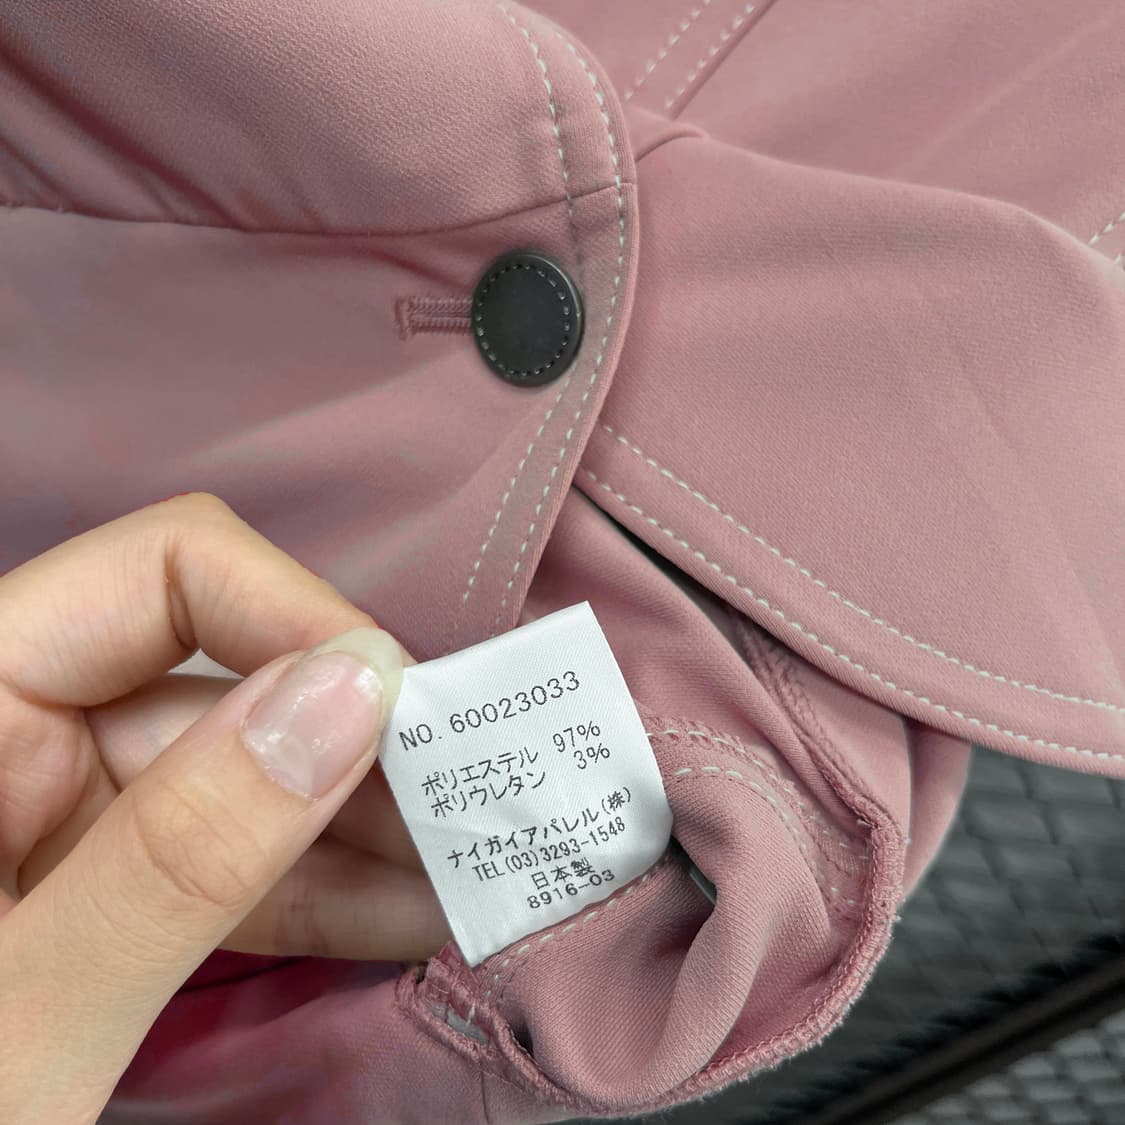 NO. 60023033
ポリエステル 97%
ポリウレタン 3%
ナイガイアパレル(株)
TEL(03)3293-1548
日本製
8916-03